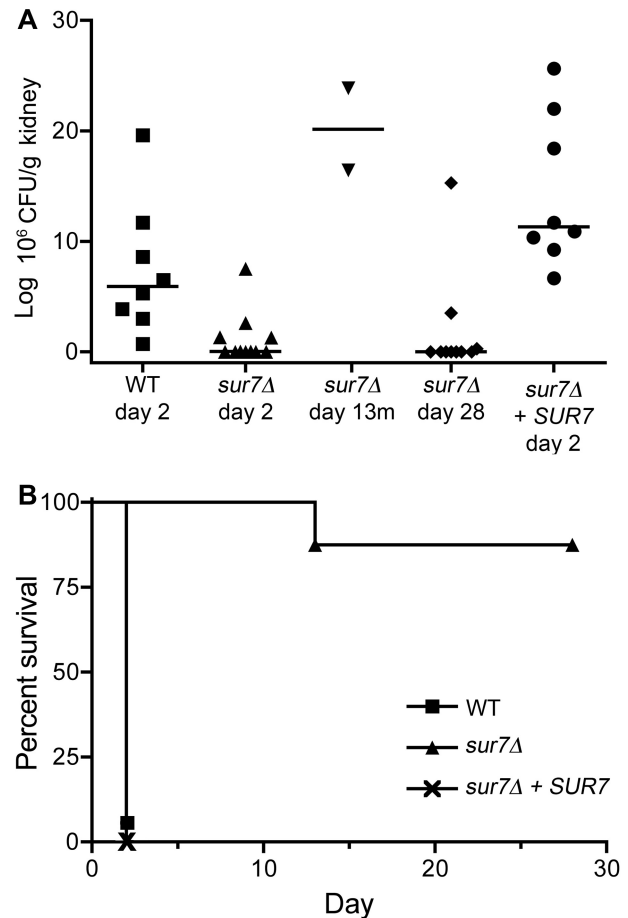 A
Log 10⁶ CFU/g kidney
30
20
10
0
WT
day 2
sur7Δ
day 2
sur7Δ
day 13m
sur7Δ
day 28
sur7Δ
+ SUR7
day 2
B
Percent survival
100
75
50
25
0
WT
sur7Δ
sur7Δ + SUR7
0 10 20 30
Day